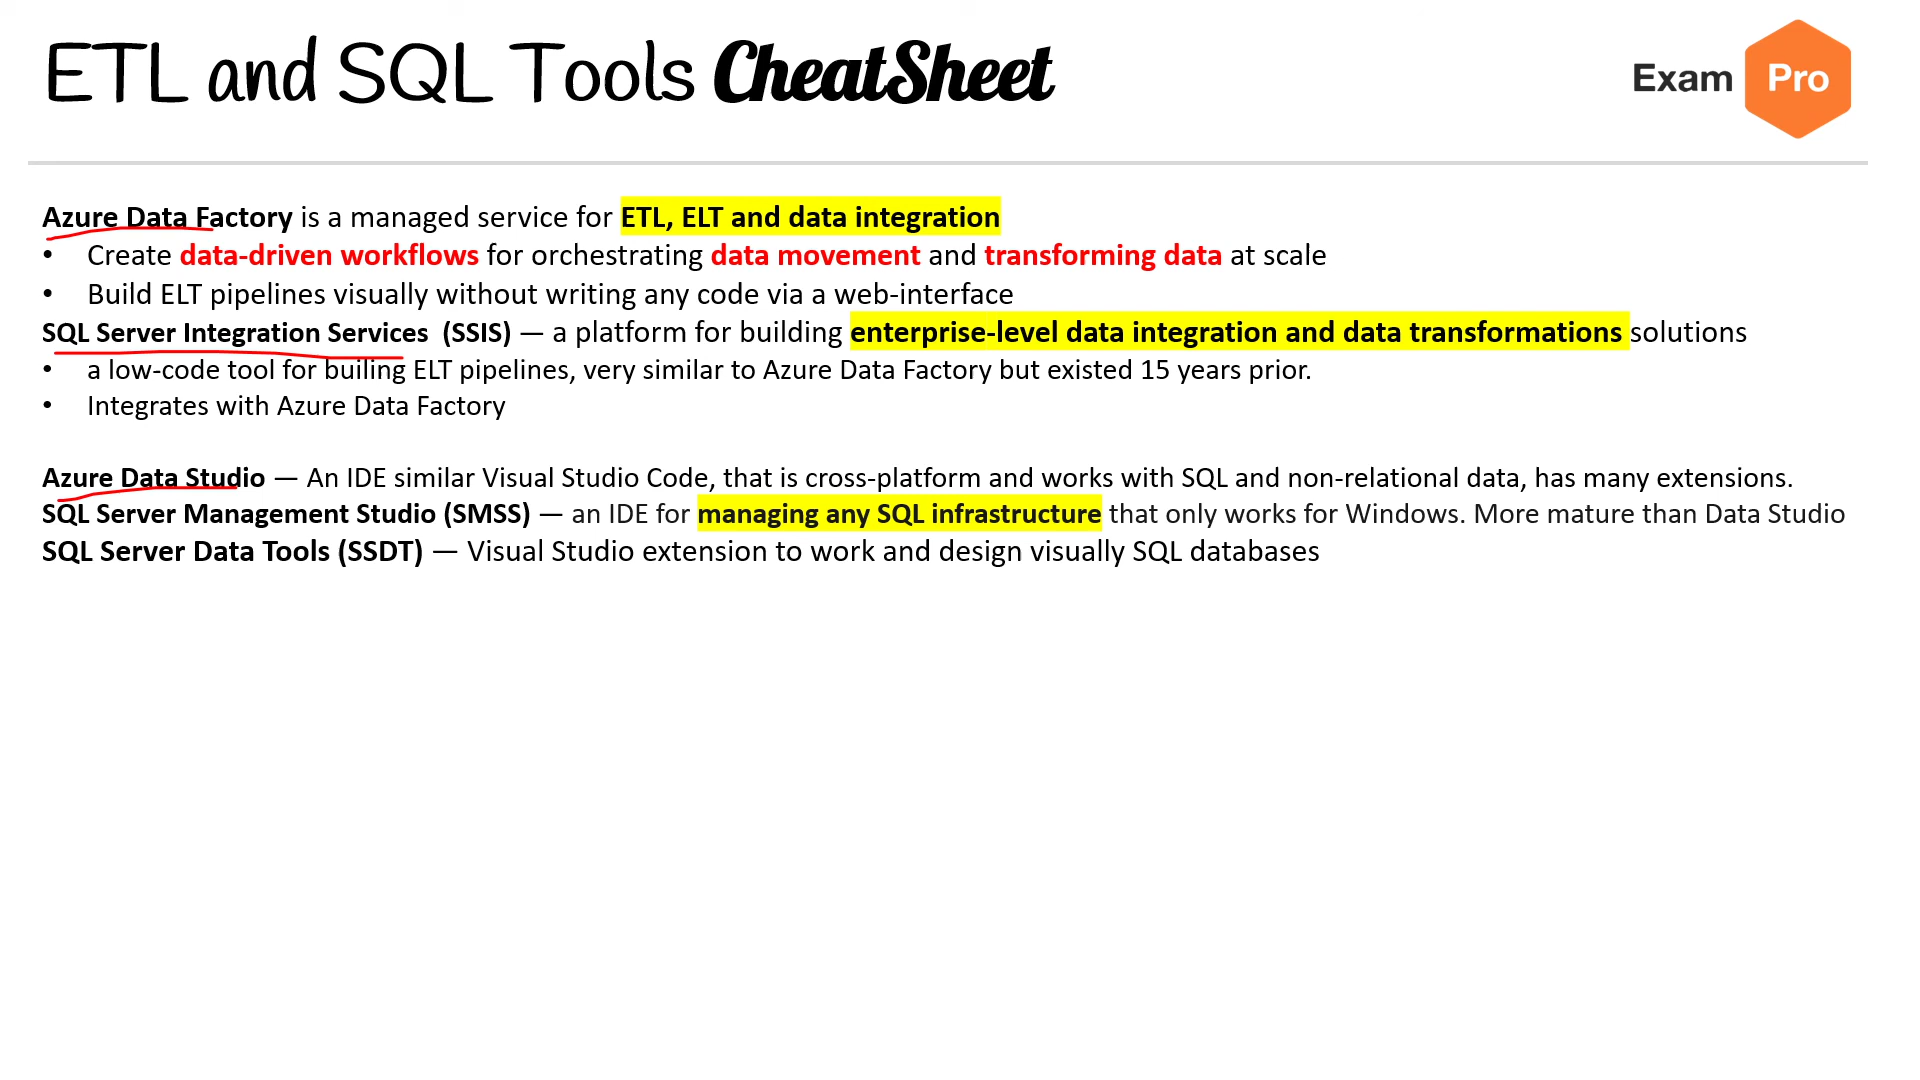 ETL and SQL Tools CheatSheet
Exam Pro
Azure Data Factory is a managed service for ETL, ELT and data integration
• Create data-driven workflows for orchestrating data movement and transforming data at scale
• Build ELT pipelines visually without writing any code via a web-interface
SQL Server Integration Services (SSIS) — a platform for building enterprise-level data integration and data transformations solutions
• a low-code tool for builing ELT pipelines, very similar to Azure Data Factory but existed 15 years prior.
• Integrates with Azure Data Factory
Azure Data Studio — An IDE similar Visual Studio Code, that is cross-platform and works with SQL and non-relational data, has many extensions.
SQL Server Management Studio (SMSS) — an IDE for managing any SQL infrastructure that only works for Windows. More mature than Data Studio
SQL Server Data Tools (SSDT) — Visual Studio extension to work and design visually SQL databases